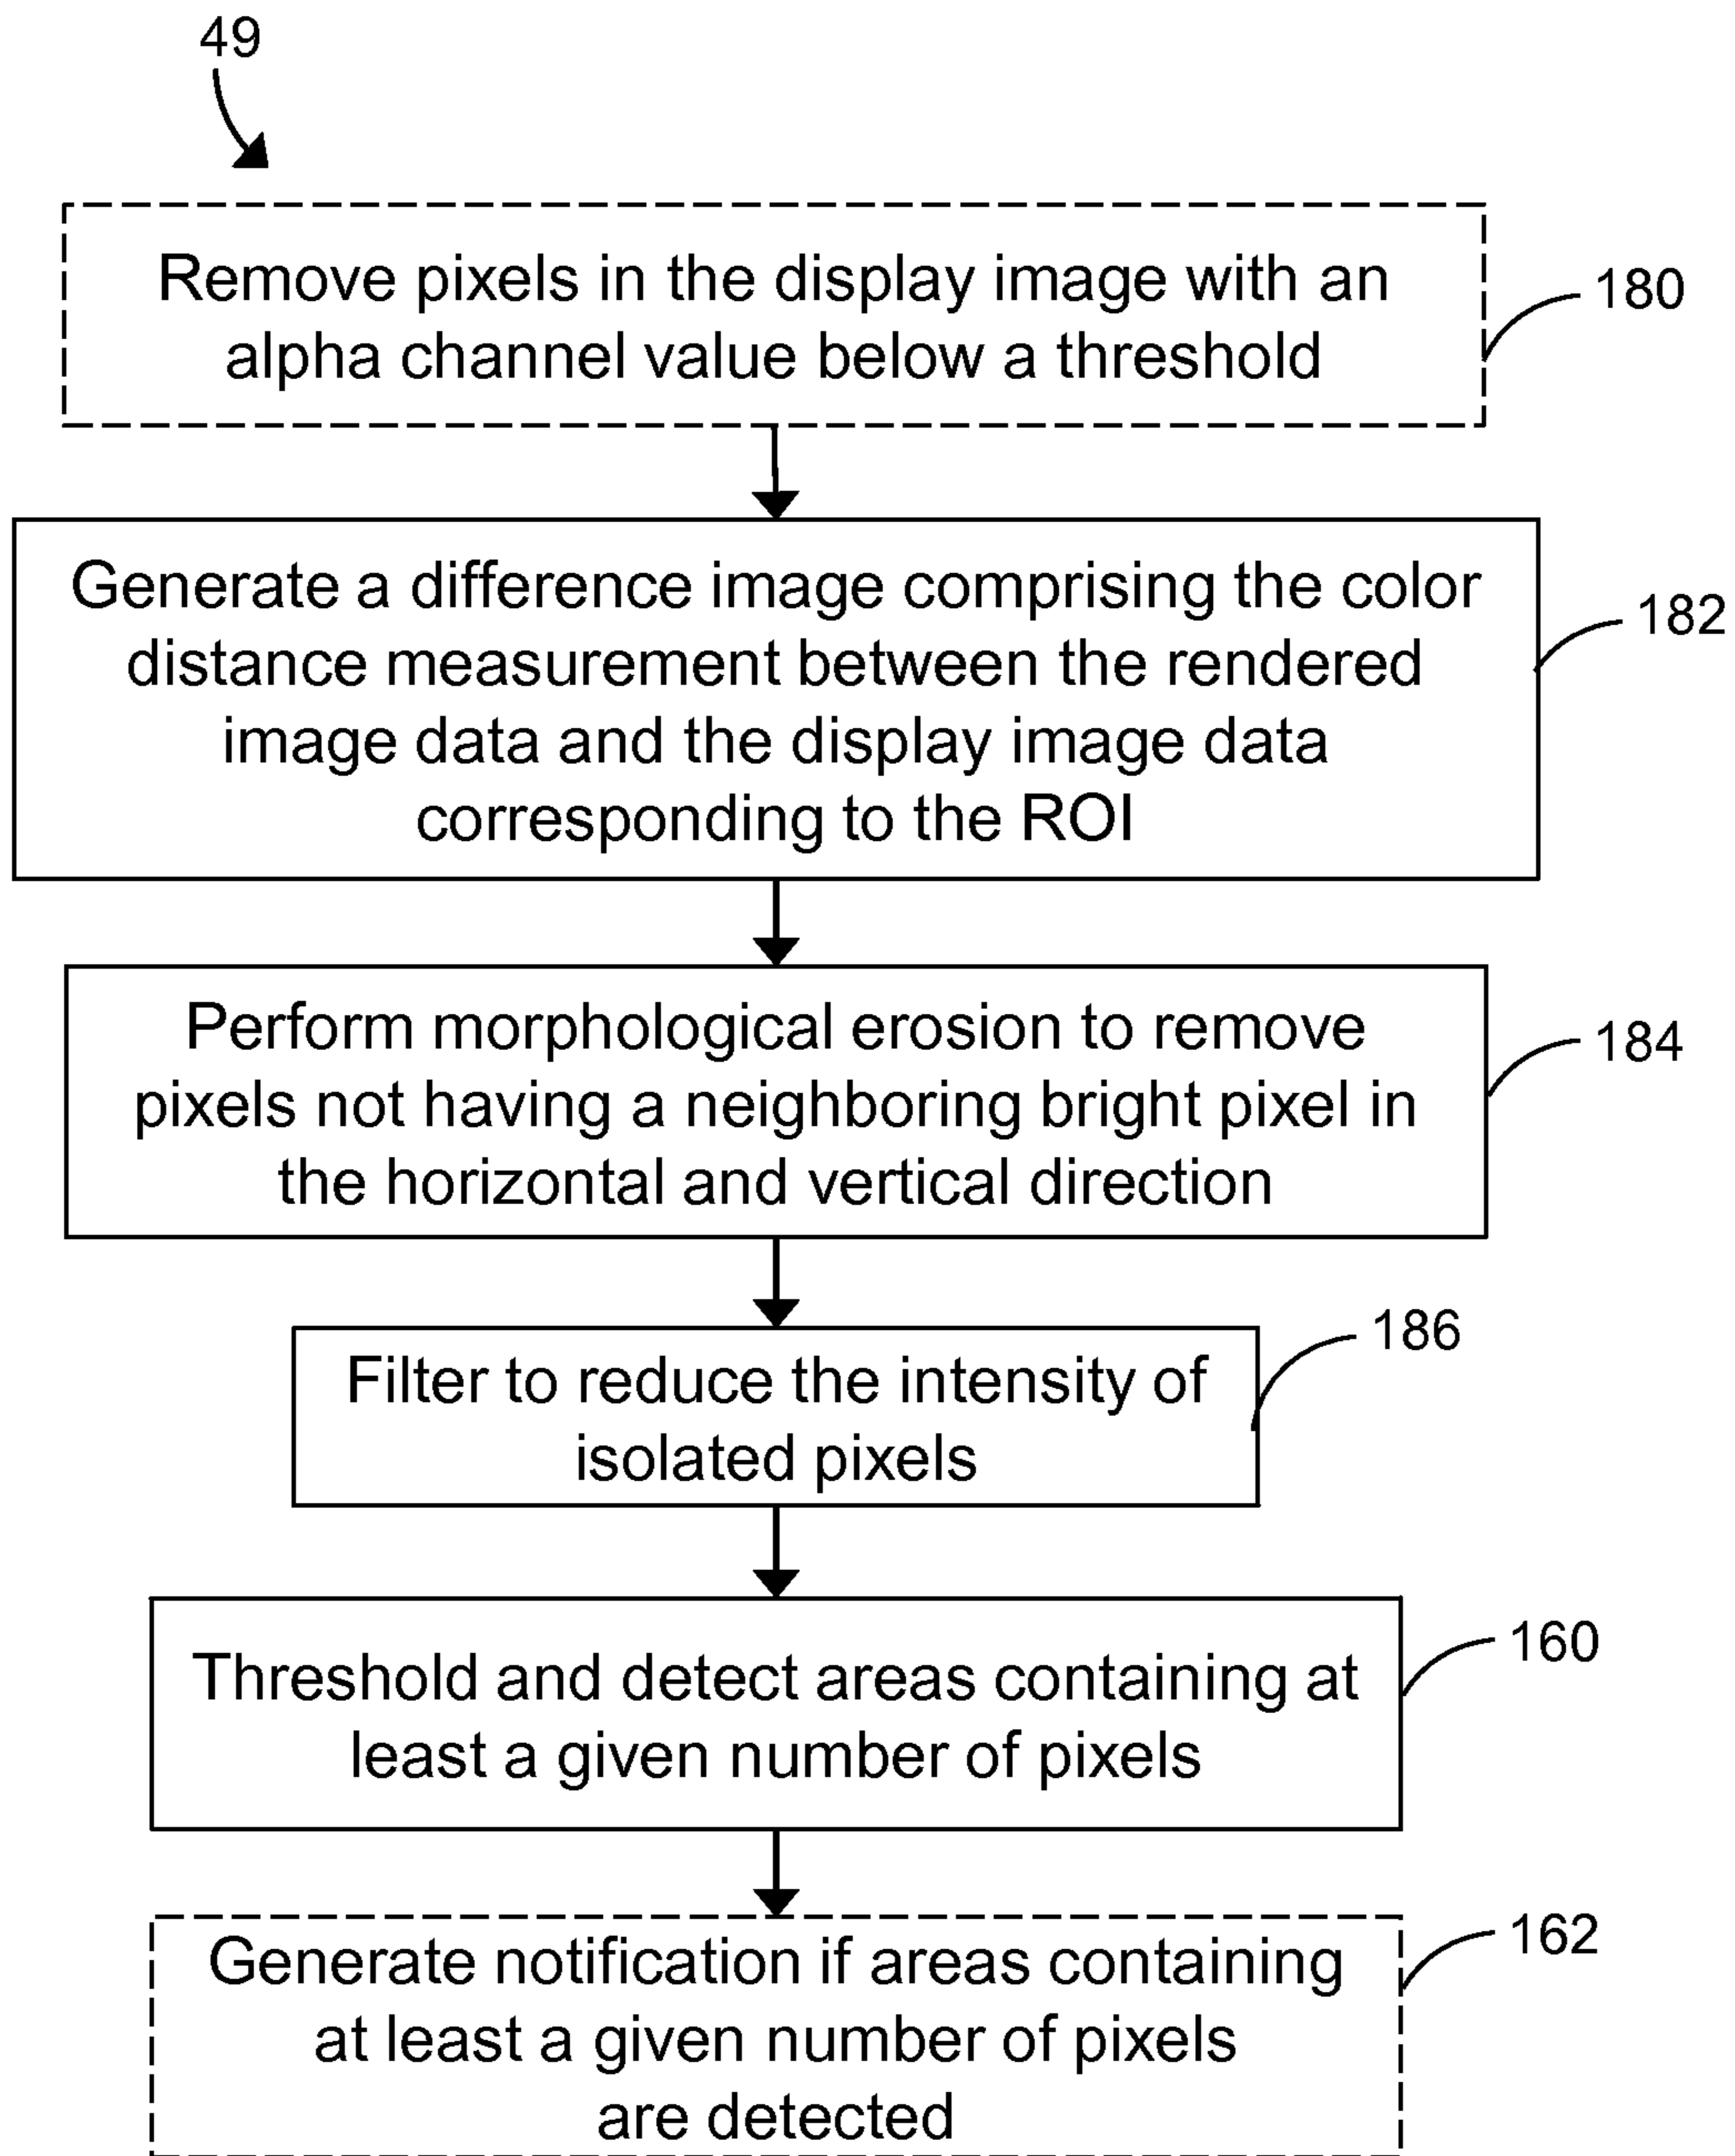 49
Remove pixels in the display image with an
alpha channel value below a threshold
180
Generate a difference image comprising the color
distance measurement between the rendered
image data and the display image data
corresponding to the ROI
182
Perform morphological erosion to remove
pixels not having a neighboring bright pixel in
the horizontal and vertical direction
184
Filter to reduce the intensity of
isolated pixels
186
Threshold and detect areas containing at
least a given number of pixels
160
Generate notification if areas containing
at least a given number of pixels
are detected
162